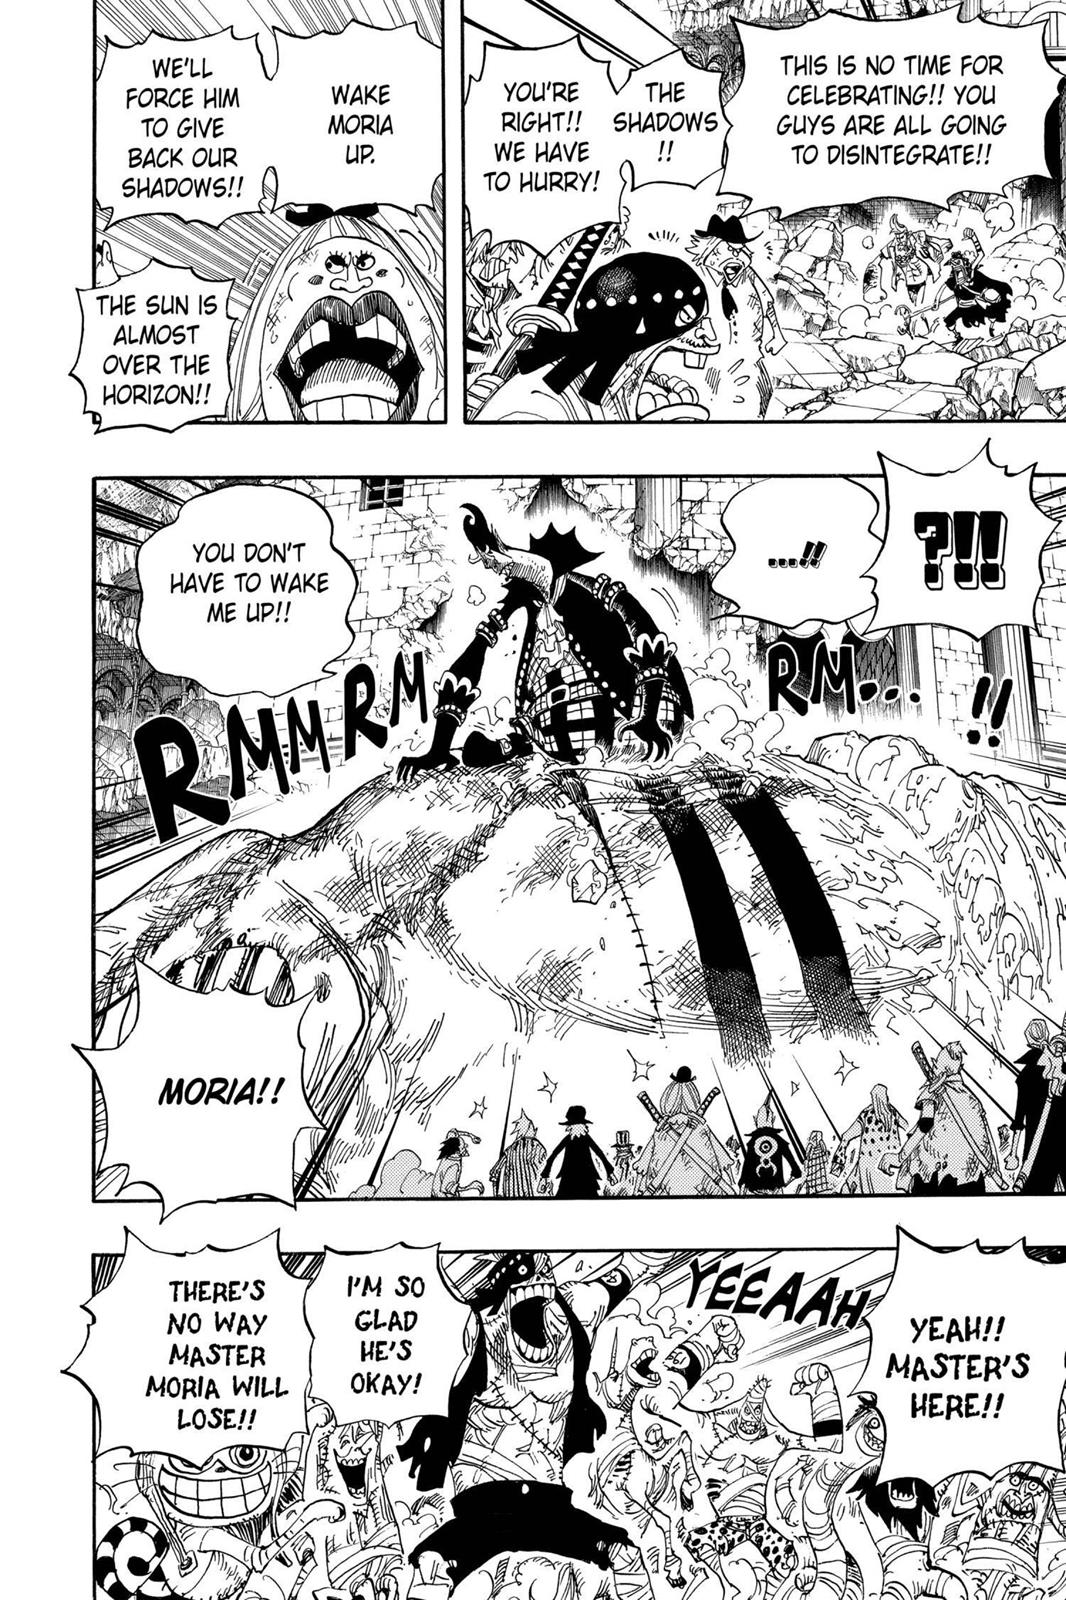 THIS IS NO TIME FOR
CELEBRATING!! YOU
GUYS ARE ALL GOING
TO DISINTEGRATE!!
THE
SHADOWS
!!
YOU'RE
RIGHT!!
WE HAVE
TO HURRY!
WAKE
MORIA
UP.
WE'LL
FORCE HIM
TO GIVE
BACK OUR
SHADOWS!!
THE SUN IS
ALMOST
OVER THE
HORIZON!!
?!!
...!!
!!
RM...
YOU DON'T
HAVE TO WAKE
ME UP!!
RMMRM
MORIA!!
YEAH!!
MASTER'S
HERE!!
YEEAAH
I'M SO
GLAD
HE'S
OKAY!
THERE'S
NO WAY
MASTER
MORIA WILL
LOSE!!